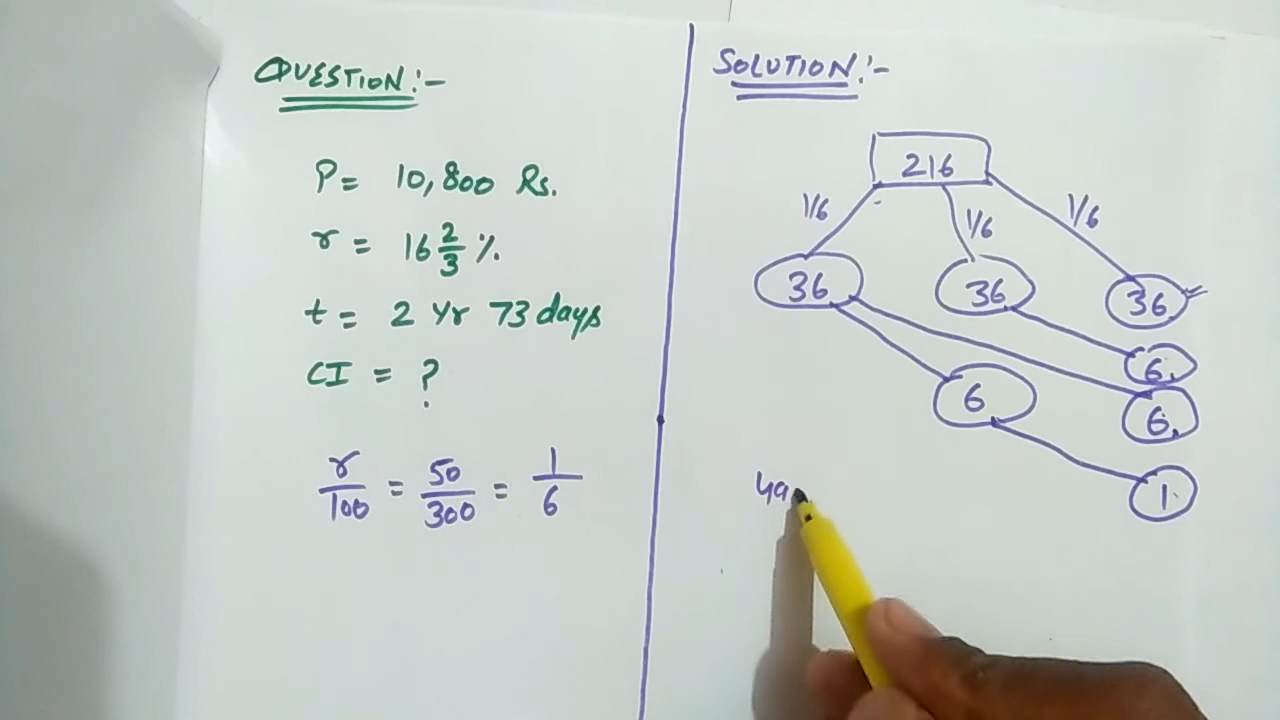 QUESTION:-
P = 10,800 Rs.
r = 16 2/3 %
t = 2 Yr 73 days
CI = ?
r/100 = 50/300 = 1/6
SOLUTION:-
216
1/6 1/6 1/6
36 36 36
6
6 6
1
49